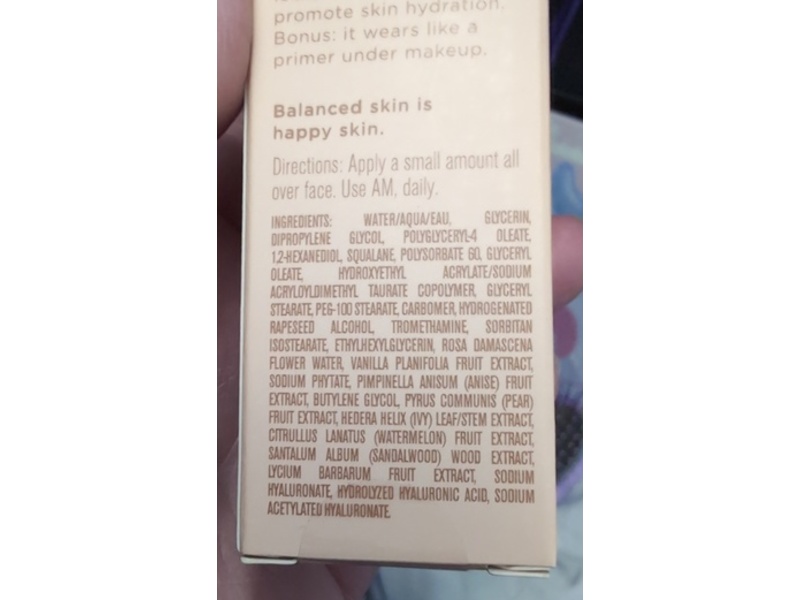 promote skin hydration.
Bonus: it wears like a
primer under makeup.
Balanced skin is
happy skin.
Directions: Apply a small amount all
over face. Use AM, daily.
INGREDIENTS: WATER/AQUA/EAU, GLYCERIN,
DIPROPYLENE GLYCOL, POLYGLYCERYL-4 OLEATE,
1,2-HEXANEDIOL, SQUALANE, POLYSORBATE 60, GLYCERYL
OLEATE, HYDROXYETHYL ACRYLATE/SODIUM
ACRYLOYLDIMETHYL TAURATE COPOLYMER, GLYCERYL
STEARATE, PEG-100 STEARATE, CARBOMER, HYDROGENATED
RAPESEED ALCOHOL, TROMETHAMINE, SORBITAN
ISOSTEARATE, ETHYLHEXYLGLYCERIN, ROSA DAMASCENA
FLOWER WATER, VANILLA PLANIFOLIA FRUIT EXTRACT,
SODIUM PHYTATE, PIMPINELLA ANISUM (ANISE) FRUIT
EXTRACT, BUTYLENE GLYCOL, PYRUS COMMUNIS (PEAR)
FRUIT EXTRACT, HEDERA HELIX (IVY) LEAF/STEM EXTRACT,
CITRULLUS LANATUS (WATERMELON) FRUIT EXTRACT,
SANTALUM ALBUM (SANDALWOOD) WOOD EXTRACT,
LYCIUM BARBARUM FRUIT EXTRACT, SODIUM
HYALURONATE, HYDROLYZED HYALURONIC ACID, SODIUM
ACETYLATED HYALURONATE.